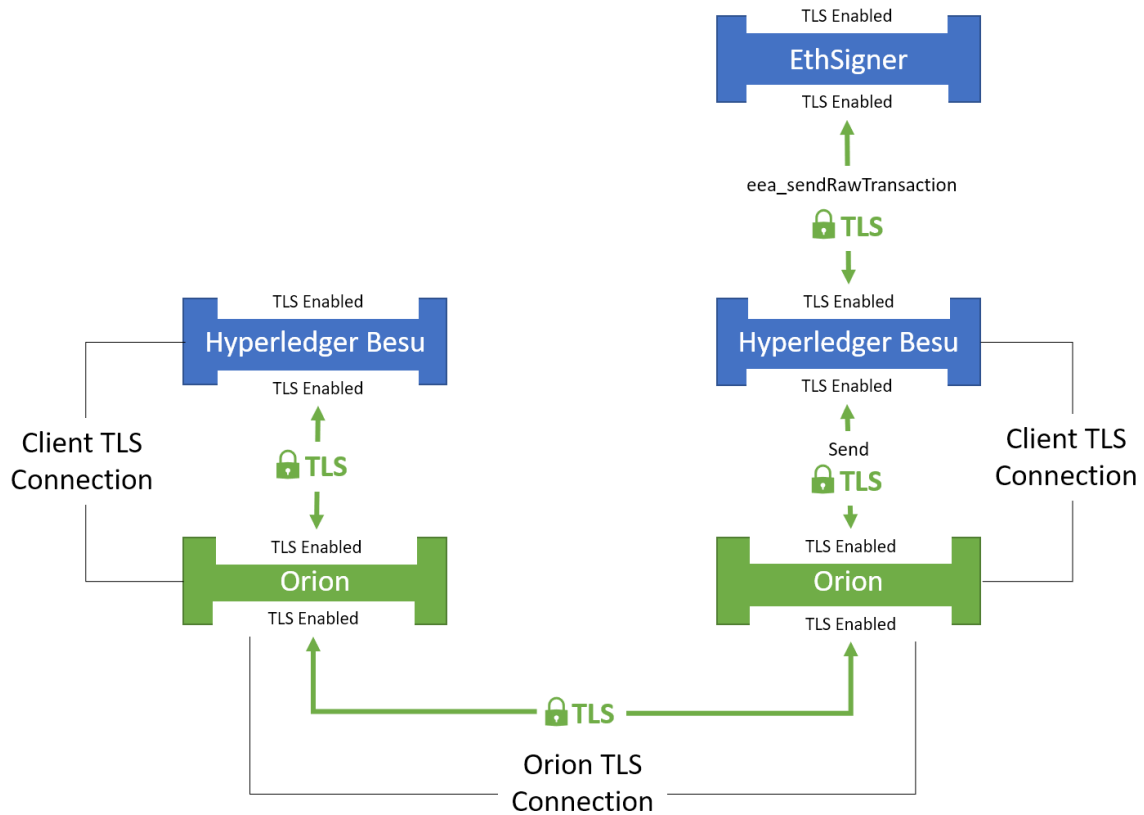 TLS Enabled
EthSigner
TLS Enabled
eea_sendRawTransaction
TLS
TLS Enabled
Hyperledger Besu
TLS Enabled
TLS Enabled
Hyperledger Besu
TLS Enabled
Client TLS
Connection
TLS
Send
TLS
Client TLS
Connection
TLS Enabled
Orion
TLS Enabled
TLS Enabled
Orion
TLS Enabled
TLS
Orion TLS
Connection